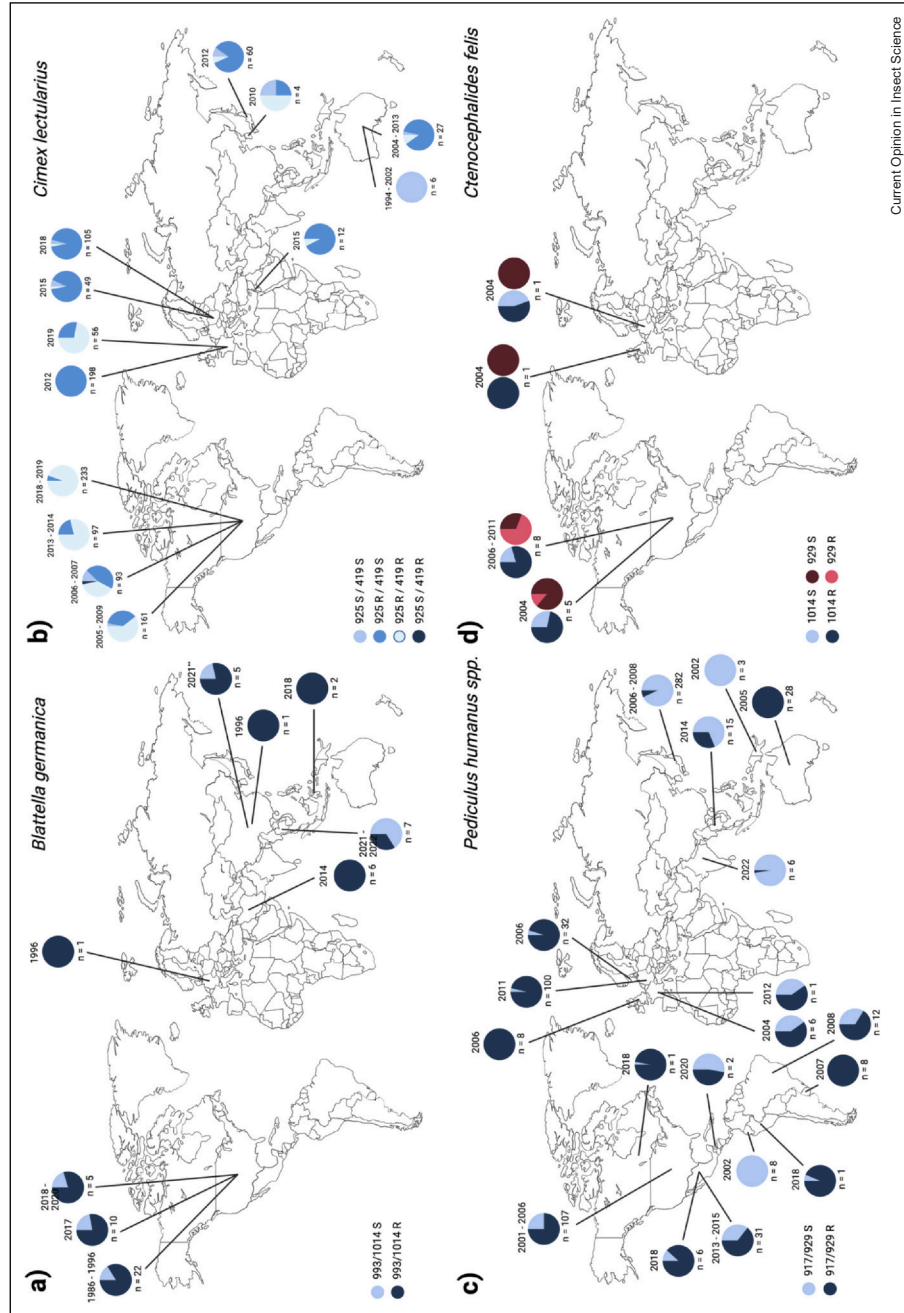 a)
Blattella germanica
1986 - 1996
n = 22
2017
n = 10
2018 -
n = 5
1996
n = 1
2014
n = 6
2021 -
n = 7
2021**
n = 5
1996
n = 1
2018
n = 2
993/1014 S
993/1014 R
b)
Cimex lectularius
2005 - 2009
n = 161
2006 - 2007
n = 93
2013 - 2014
n = 97
2018 - 2019
n = 233
2012
n = 198
2019
n = 56
2015
n = 49
2018
n = 105
2015
n = 12
2012
n = 60
2010
n = 4
1994 - 2002
n = 6
2004 - 2013
n = 27
925 S / 419 S
925 R / 419 S
925 R / 419 R
925 S / 419 R
c)
Pediculus humanus spp.
2001 - 2006
n = 107
2018
n = 6
2013 - 2015
n = 31
2018
n = 1
2020
n = 2
2002
n = 8
2018
n = 1
2007
n = 8
2008
n = 12
2006
n = 8
2011
n = 100
2006
n = 32
2004
n = 6
2012
n = 1
2022
n = 6
2014
n = 15
2006 - 2008
n = 282
2002
n = 3
2005
n = 28
917/929 S
917/929 R
d)
Ctenocephalides felis
2004
n = 5
2006 - 2011
n = 8
2004
n = 1
2004
n = 1
1014 S
929 S
1014 R
929 R
Current Opinion in Insect Science